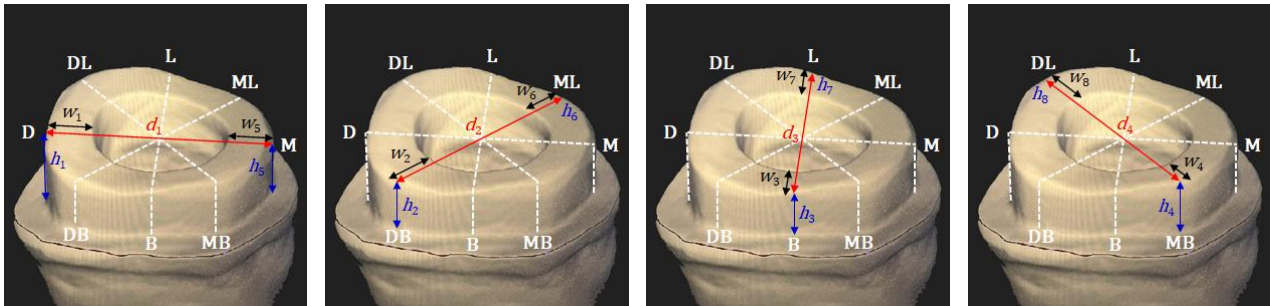 DL L ML
w₁ d₁ w₅
D M
h₁ h₅
DB B MB
DL L ML
w₆ h₆
D d₂ M
w₂
h₂
DB B MB
L
DL w₇ h₇ ML
D d₃ M
w₃
h₃
DB B MB
DL L ML
h₈ w₈
D d₄ M
w₄
h₄
DB B MB